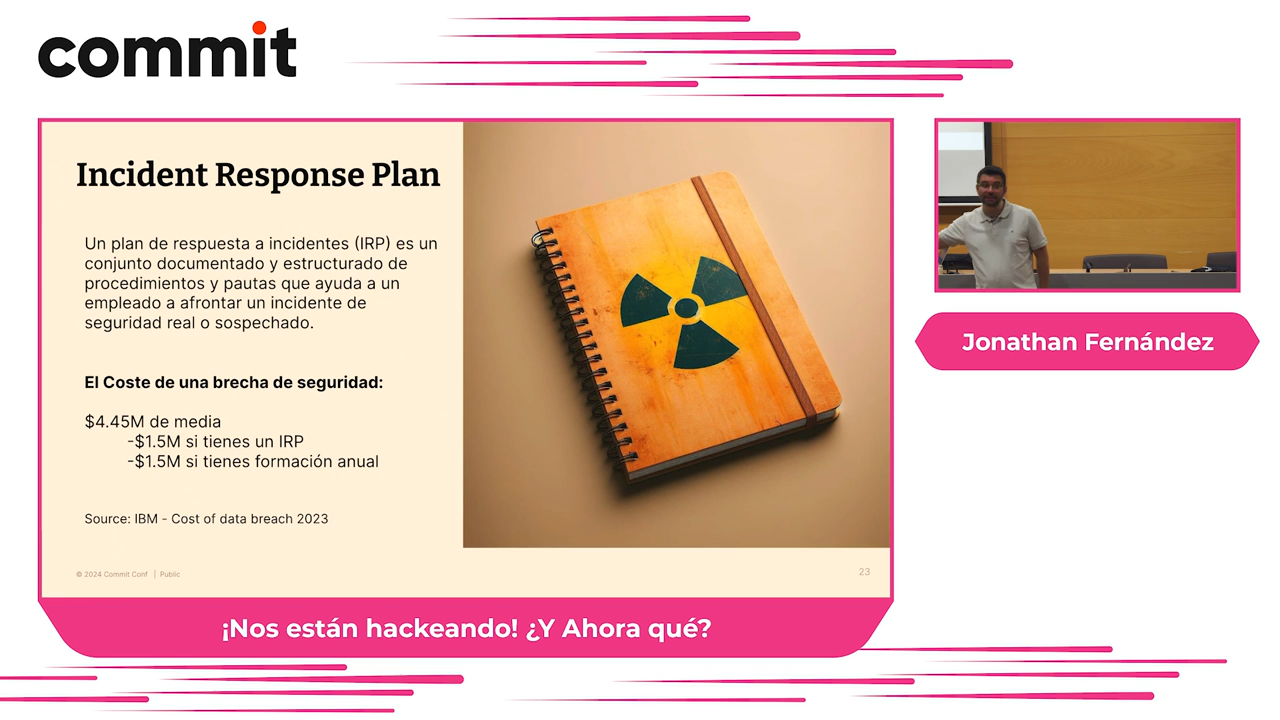 commit
Incident Response Plan
Un plan de respuesta a incidentes (IRP) es un
conjunto documentado y estructurado de
procedimientos y pautas que ayuda a un
empleado a afrontar un incidente de
seguridad real o sospechado.
El Coste de una brecha de seguridad:
$4.45M de media
-$1.5M si tienes un IRP
-$1.5M si tienes formación anual
Source: IBM - Cost of data breach 2023
© 2024 Commit Conf | Public
23
Jonathan Fernández
¡Nos están hackeando! ¿Y Ahora qué?